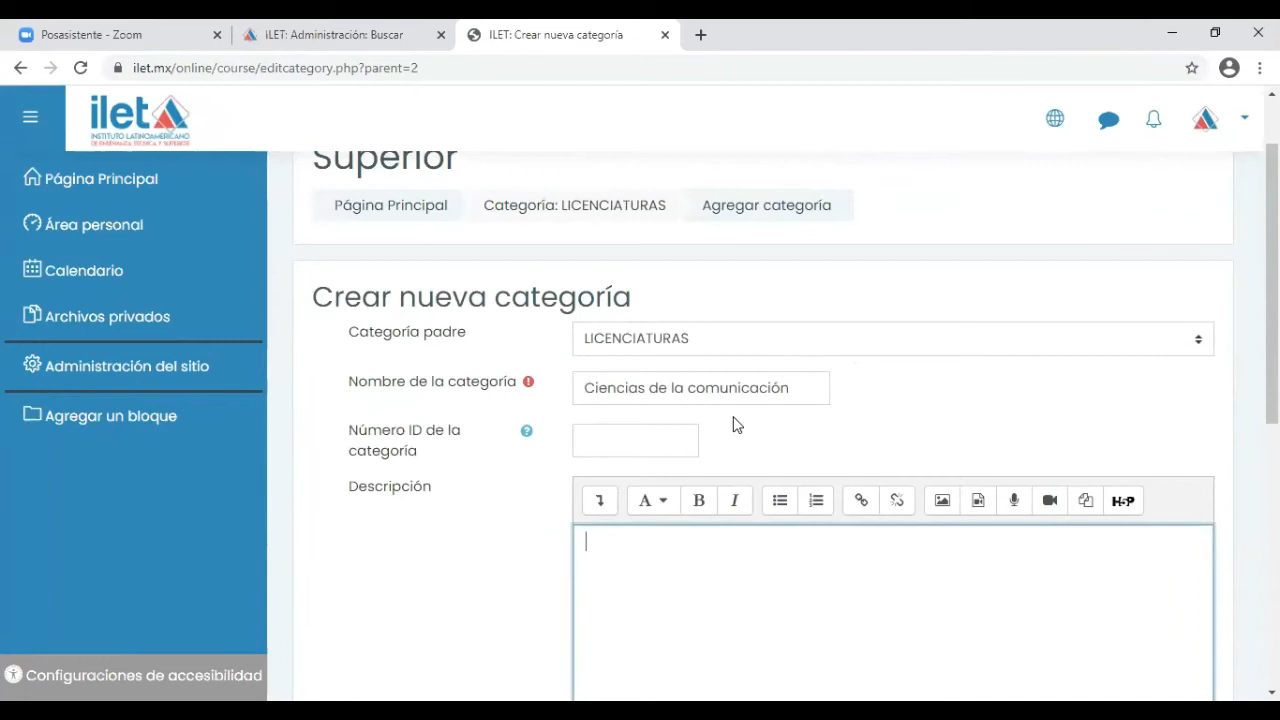 Posasistente - Zoom
ILET: Administración: Buscar
ILET: Crear nueva categoría
ilet.mx/online/course/editcategory.php?parent=2
ilet
INSTITUTO LATINOAMERICANO
DE ENSEÑANZA TÉCNICA Y SUPERIOR
Superior
Página Principal
Categoría: LICENCIATURAS
Agregar categoría
Página Principal
Área personal
Calendario
Archivos privados
Administración del sitio
Agregar un bloque
Configuraciones de accesibilidad
Crear nueva categoría
Categoría padre
LICENCIATURAS
Nombre de la categoría
Ciencias de la comunicación
Número ID de la
categoría
Descripción
A B I
H-P